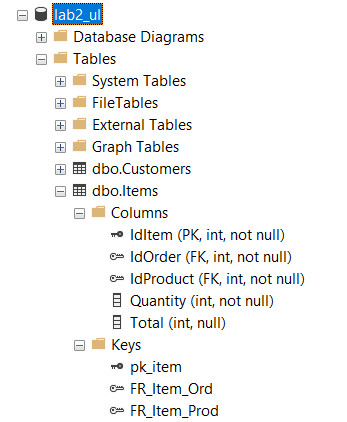 lab2_ul
Database Diagrams
Tables
System Tables
FileTables
External Tables
Graph Tables
dbo.Customers
dbo.Items
Columns
IdItem (PK, int, not null)
IdOrder (FK, int, not null)
IdProduct (FK, int, not null)
Quantity (int, not null)
Total (int, null)
Keys
pk_item
FR_Item_Ord
FR_Item_Prod